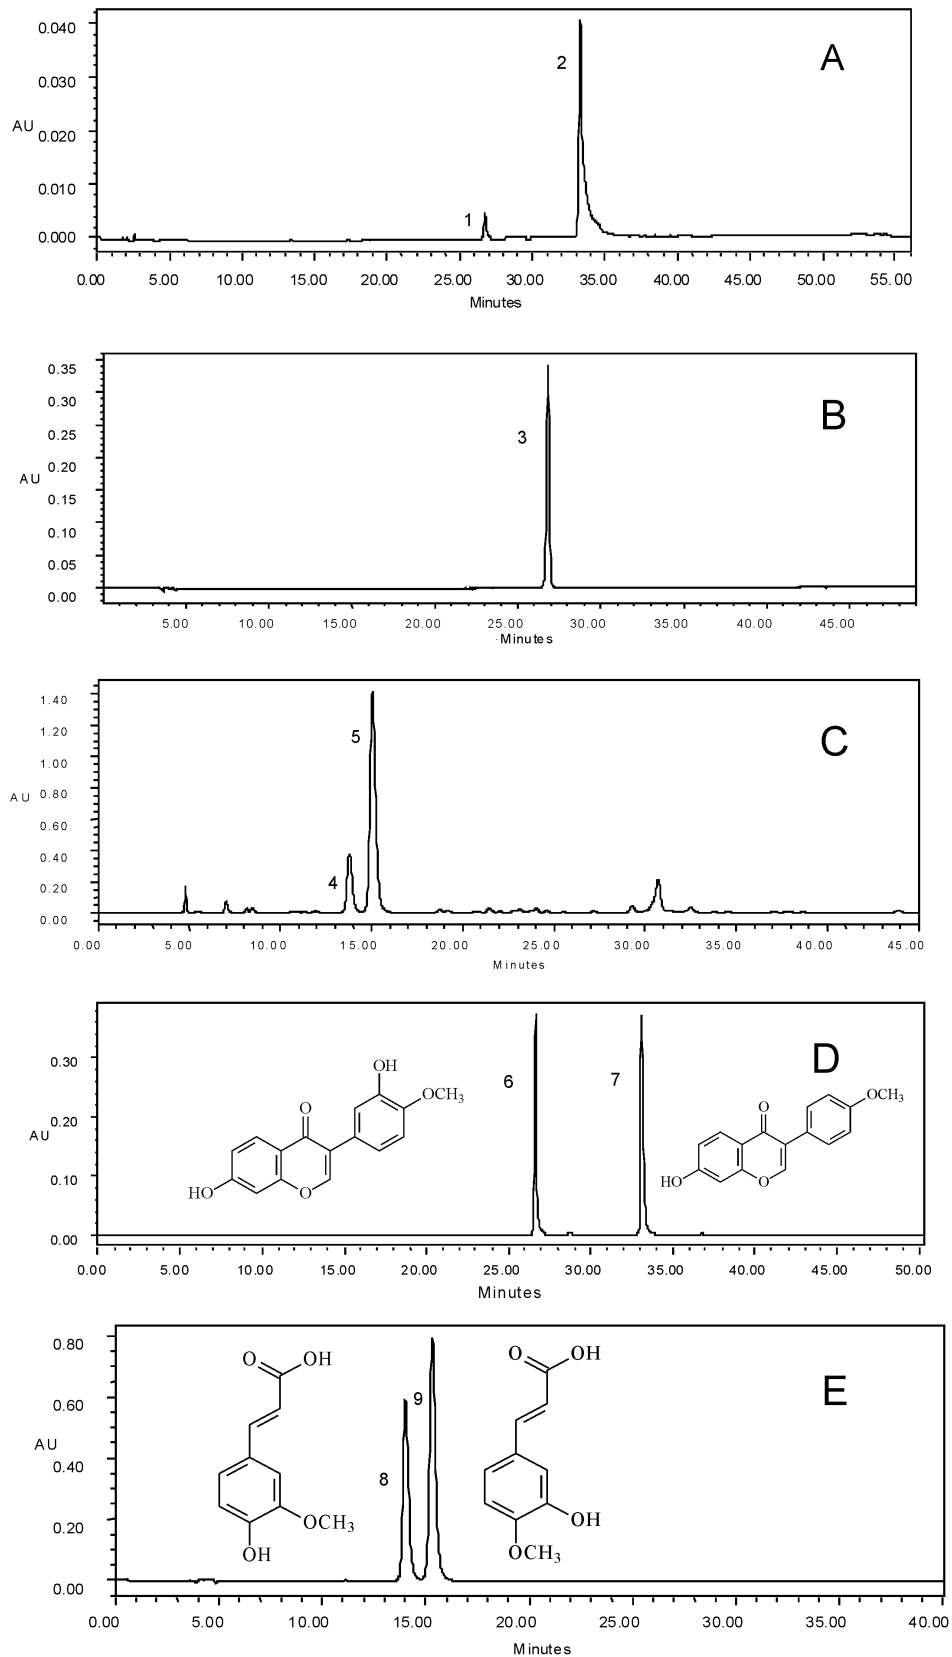 0.040
2
A
0.030
AU
0.020
0.010
1
0.000
0.00 5.00 10.00 15.00 20.00 25.00 30.00 35.00 40.00 45.00 50.00 55.00
Minutes
0.35
0.30
B
0.25
3
0.20
AU
0.15
0.10
0.05
0.00
5.00 10.00 15.00 20.00 25.00 30.00 35.00 40.00 45.00
Minutes
1.40
1.20
5
C
1.00
AU
0.80
0.60
0.40
4
0.20
0.00
0.00 5.00 10.00 15.00 20.00 25.00 30.00 35.00 40.00 45.00
Minutes
D
0.30
OH
6
7
OCH3
OCH3
O
O
0.20
AU
0.10
HO
O
HO
O
0.00
0.00 5.00 10.00 15.00 20.00 25.00 30.00 35.00 40.00 45.00 50.00
Minutes
0.80
O
OH
O
OH
E
9
0.60
AU
0.40
8
OCH3
OH
0.20
OH
OCH3
0.00
0.00 5.00 10.00 15.00 20.00 25.00 30.00 35.00 40.00
Minutes